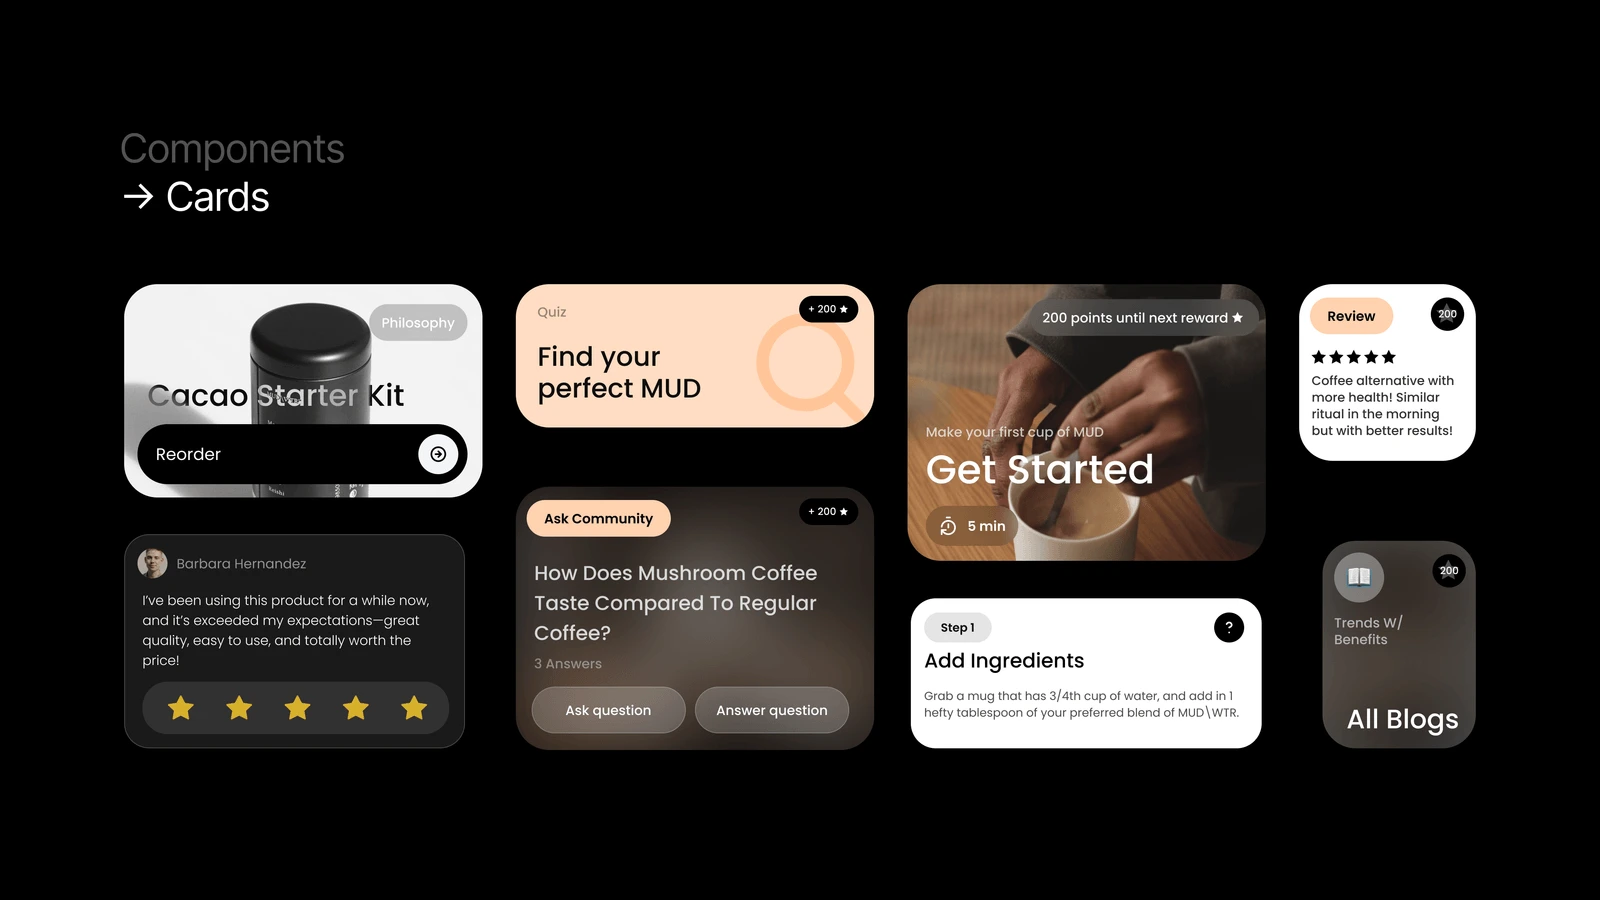 Components
→ Cards
Philosophy
Cacao Starter Kit
Reorder
Barbara Hernandez
I've been using this product for a while now,
and it's exceeded my expectations—great
quality, easy to use, and totally worth the
price!
Quiz
+ 200 ★
Find your
perfect MUD
Ask Community
+ 200 ★
How Does Mushroom Coffee
Taste Compared To Regular
Coffee?
3 Answers
Ask question
Answer question
200 points until next reward ★
Make your first cup of MUD
Get Started
5 min
Step 1
?
Add Ingredients
Grab a mug that has 3/4th cup of water, and add in 1
hefty tablespoon of your preferred blend of MUD\WTR.
Review
200
Coffee alternative with
more health! Similar
ritual in the morning
but with better results!
200
Trends W/
Benefits
All Blogs